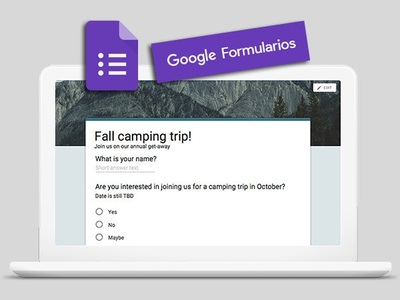 Google Formularios
EDIT
Fall camping trip!
Join us on our annual get-away
What is your name?
Short answer text
Are you interested in joining us for a camping trip in October?
Date is still TBD
Yes
No
Maybe